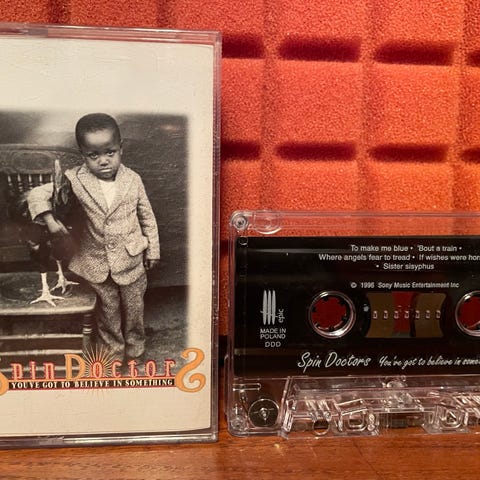 Spin Doctors
YOU'VE GOT TO BELIEVE IN SOMETHING
To make me blue • 'Bout a train •
Where angels fear to tread • If wishes were hor
• Sister sisyphus
℗ 1996 Sony Music Entertainment Inc
epic
MADE IN
POLAND
DDD
Spin Doctors You've got to believe in some